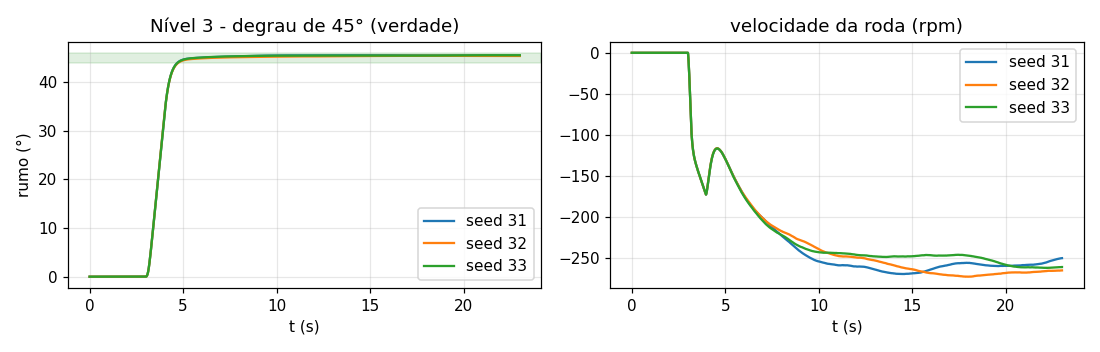 Nível 3 - degrau de 45° (verdade)
rumo (°)
40
30
20
10
0
0
5
10
15
20
t (s)
seed 31
seed 32
seed 33
velocidade da roda (rpm)
0
−50
−100
−150
−200
−250
0
5
10
15
20
t (s)
seed 31
seed 32
seed 33